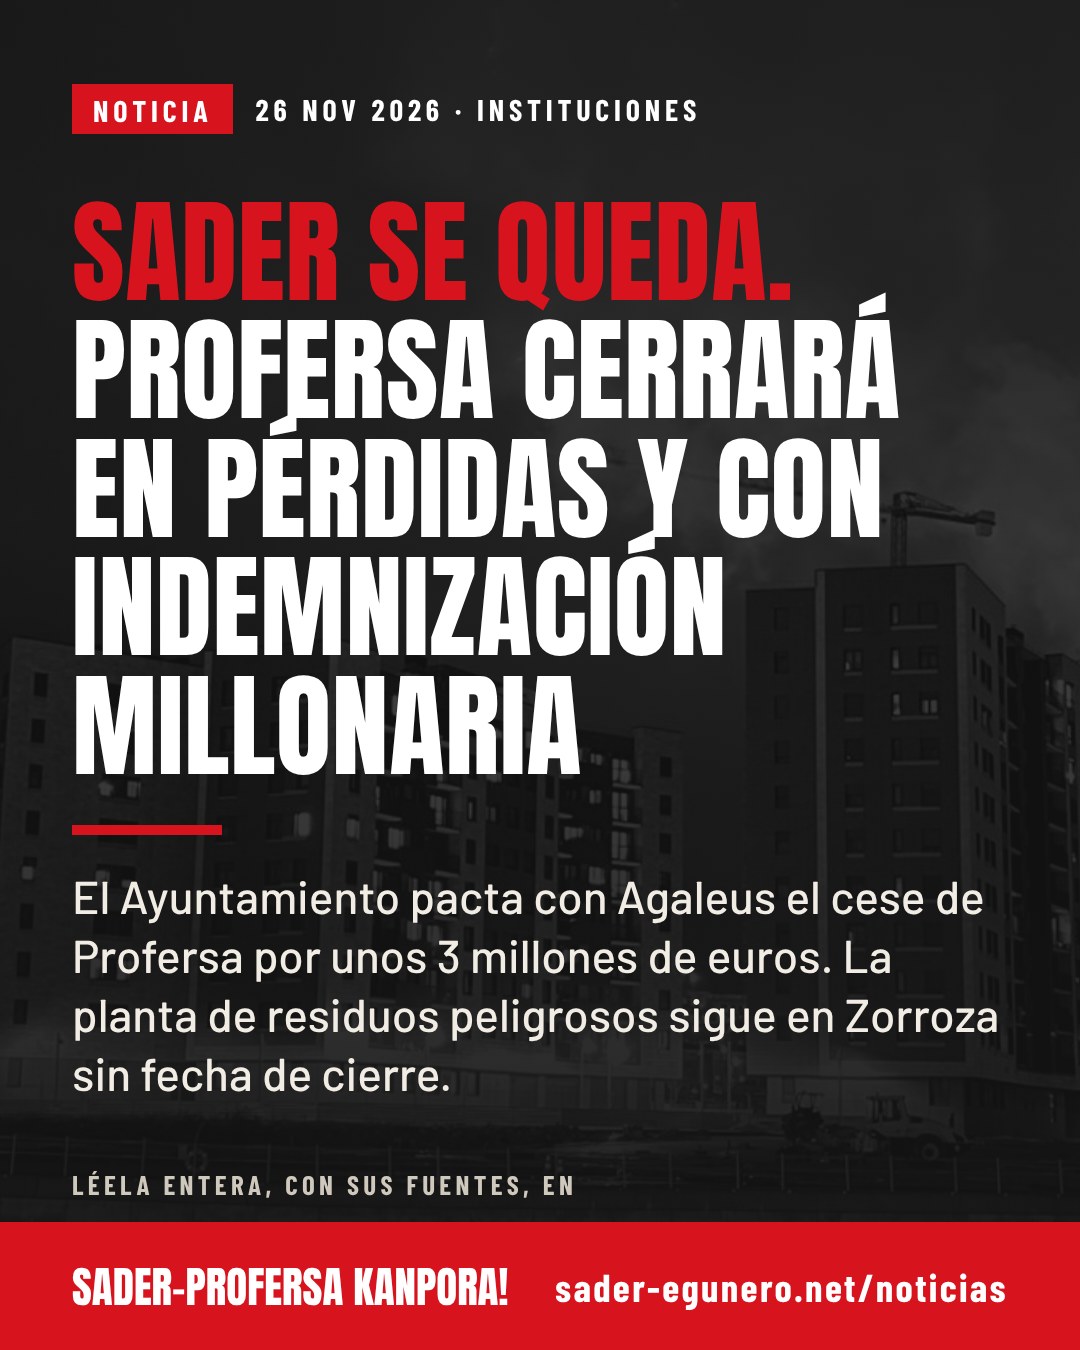 NOTICIA 26 NOV 2026 · INSTITUCIONES
SADER SE QUEDA.
PROFERSA CERRARÁ
EN PÉRDIDAS Y CON
INDEMNIZACIÓN
MILLONARIA
El Ayuntamiento pacta con Agaleus el cese de
Profersa por unos 3 millones de euros. La
planta de residuos peligrosos sigue en Zorroza
sin fecha de cierre.
LÉELA ENTERA, CON SUS FUENTES, EN
SADER-PROFERSA KANPORA! sader-egunero.net/noticias